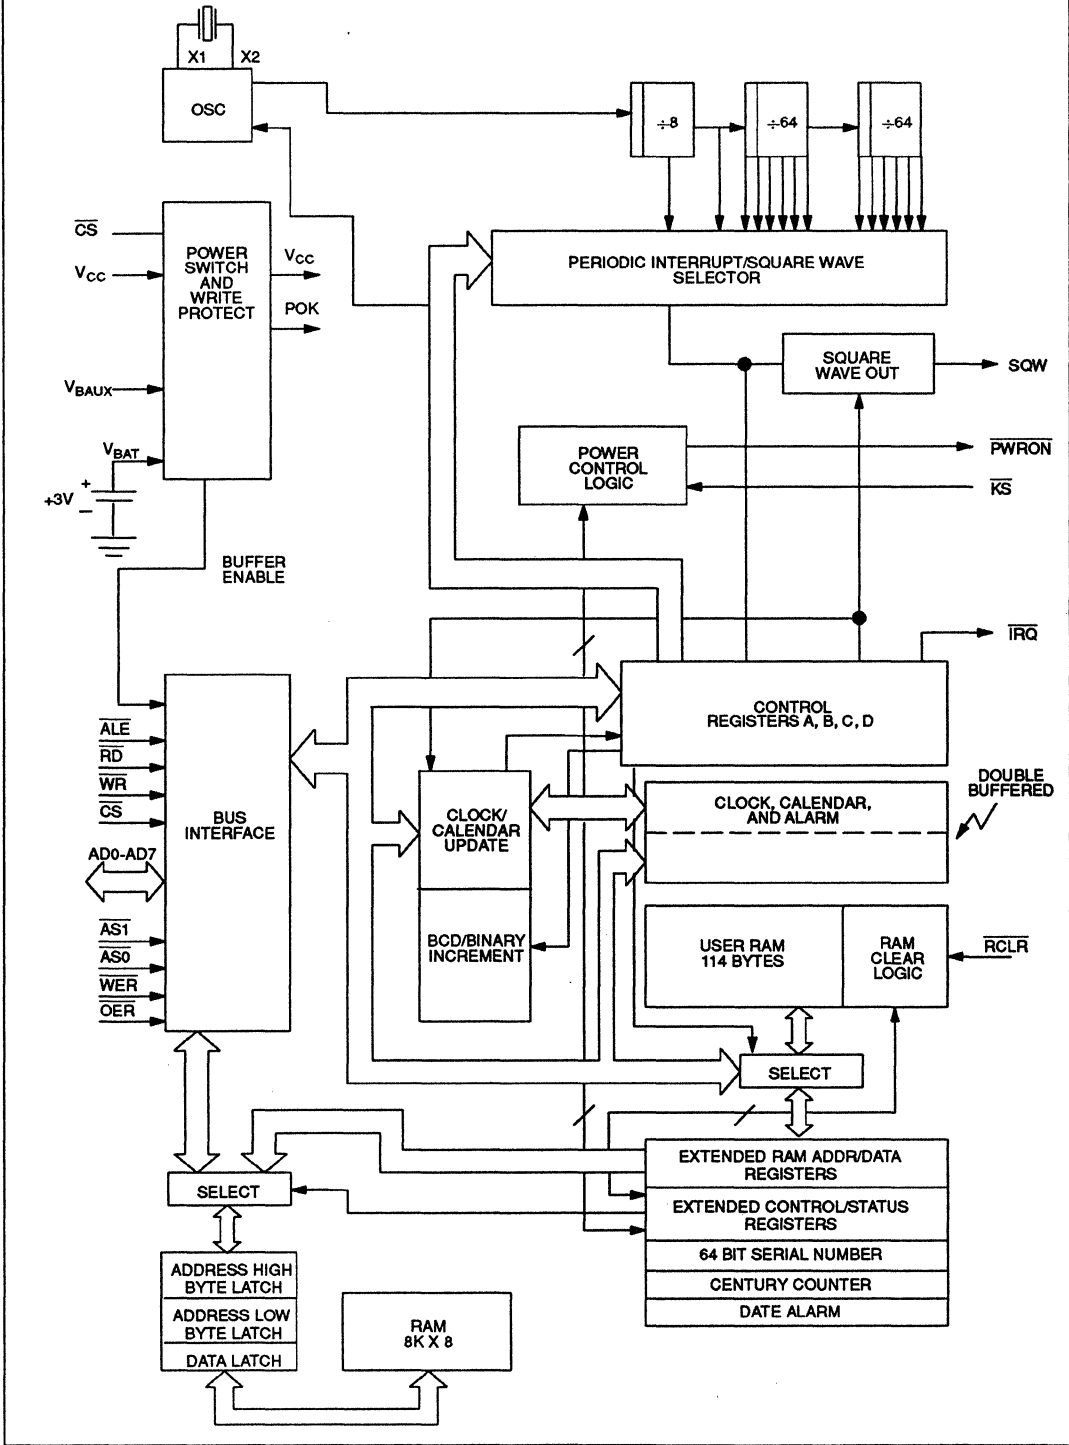 X1 X2
OSC
÷8
÷64
÷64
CS
VCC
VBAUX
VBAT
+
+3V
−
POWER
SWITCH
AND
WRITE
PROTECT
VCC
POK
PERIODIC INTERRUPT/SQUARE WAVE
SELECTOR
SQUARE
WAVE OUT
SQW
POWER
CONTROL
LOGIC
PWRON
KS
BUFFER
ENABLE
IRQ
CONTROL
REGISTERS A, B, C, D
ALE
RD
WR
CS
AD0-AD7
AS1
AS0
WER
OER
BUS
INTERFACE
CLOCK/
CALENDAR
UPDATE
BCD/BINARY
INCREMENT
CLOCK, CALENDAR,
AND ALARM
DOUBLE
BUFFERED
USER RAM
114 BYTES
RAM
CLEAR
LOGIC
RCLR
SELECT
EXTENDED RAM ADDR/DATA
REGISTERS
EXTENDED CONTROL/STATUS
REGISTERS
64 BIT SERIAL NUMBER
CENTURY COUNTER
DATE ALARM
SELECT
ADDRESS HIGH
BYTE LATCH
ADDRESS LOW
BYTE LATCH
DATA LATCH
RAM
8K X 8